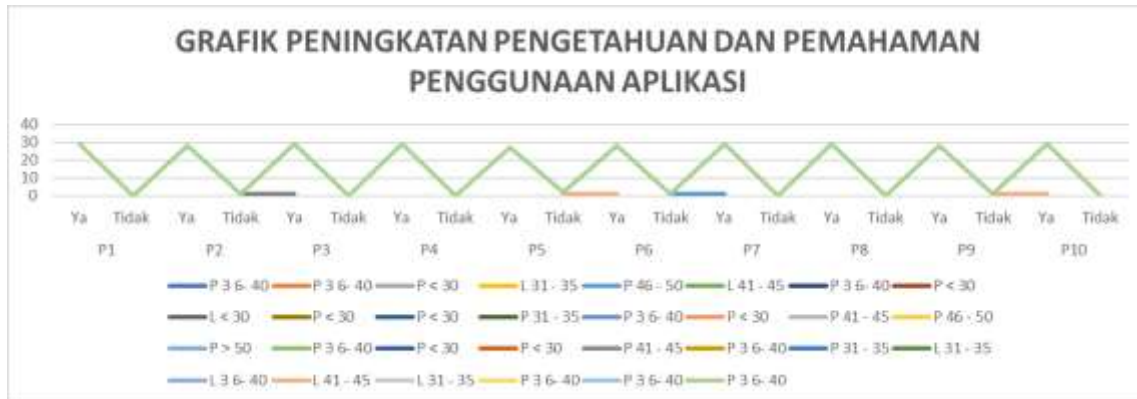 GRAFIK PENINGKATAN PENGETAHUAN DAN PEMAHAMAN
PENGGUNAAN APLIKASI
40
30
20
10
0
Ya Tidak Ya Tidak Ya Tidak Ya Tidak Ya Tidak Ya Tidak Ya Tidak Ya Tidak Ya Tidak Ya Tidak
P1 P2 P3 P4 P5 P6 P7 P8 P9 P10
P 3 6- 40 P 3 6- 40 P < 30 L 31 - 35 P 46 - 50 L 41 - 45 P 3 6- 40 P < 30
L < 30 P < 30 P < 30 P 31 - 35 P 3 6- 40 P < 30 P 41 - 45 P 46 - 50
P > 50 P 3 6- 40 P < 30 P < 30 P 41 - 45 P 3 6- 40 P 31 - 35 L 31 - 35
L 3 6- 40 L 41 - 45 L 31 - 35 P 3 6- 40 P 3 6- 40 P 3 6- 40